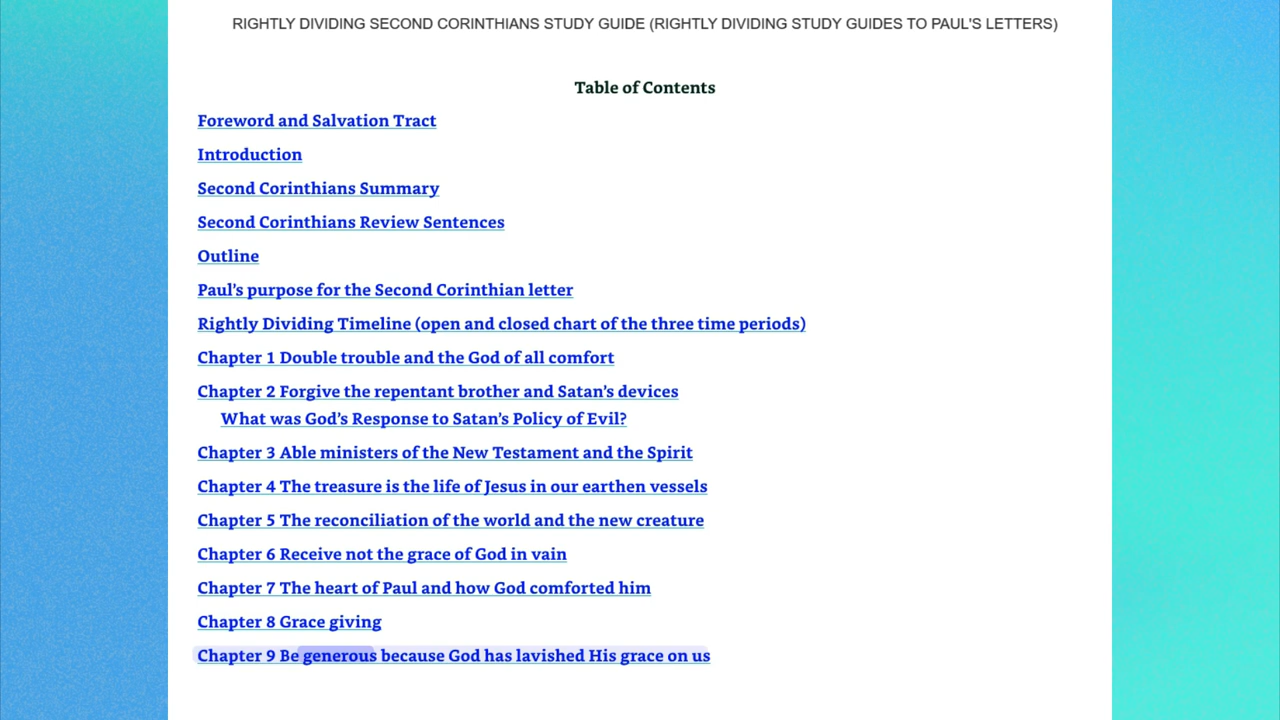 RIGHTLY DIVIDING SECOND CORINTHIANS STUDY GUIDE (RIGHTLY DIVIDING STUDY GUIDES TO PAUL'S LETTERS)
Table of Contents
Foreword and Salvation Tract
Introduction
Second Corinthians Summary
Second Corinthians Review Sentences
Outline
Paul’s purpose for the Second Corinthian letter
Rightly Dividing Timeline (open and closed chart of the three time periods)
Chapter 1 Double trouble and the God of all comfort
Chapter 2 Forgive the repentant brother and Satan’s devices
What was God’s Response to Satan’s Policy of Evil?
Chapter 3 Able ministers of the New Testament and the Spirit
Chapter 4 The treasure is the life of Jesus in our earthen vessels
Chapter 5 The reconciliation of the world and the new creature
Chapter 6 Receive not the grace of God in vain
Chapter 7 The heart of Paul and how God comforted him
Chapter 8 Grace giving
Chapter 9 Be generous because God has lavished His grace on us